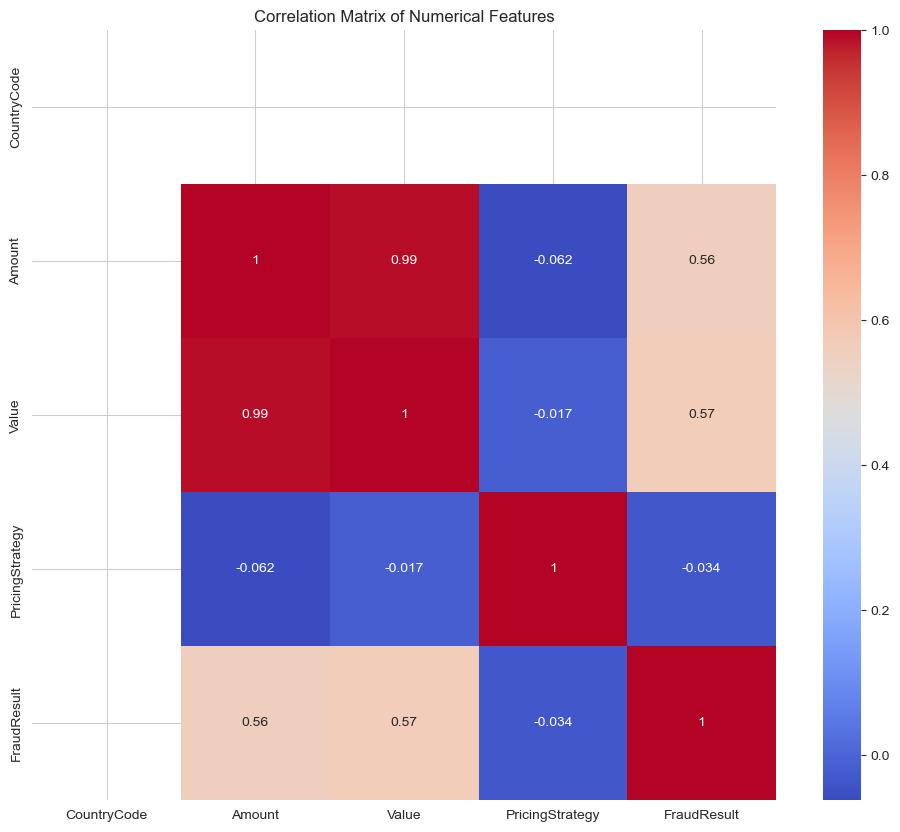 Correlation Matrix of Numerical Features
CountryCode
Amount 1 0.99 -0.062 0.56
Value 0.99 1 -0.017 0.57
PricingStrategy -0.062 -0.017 1 -0.034
FraudResult 0.56 0.57 -0.034 1
CountryCode Amount Value PricingStrategy FraudResult
1.0
0.8
0.6
0.4
0.2
0.0